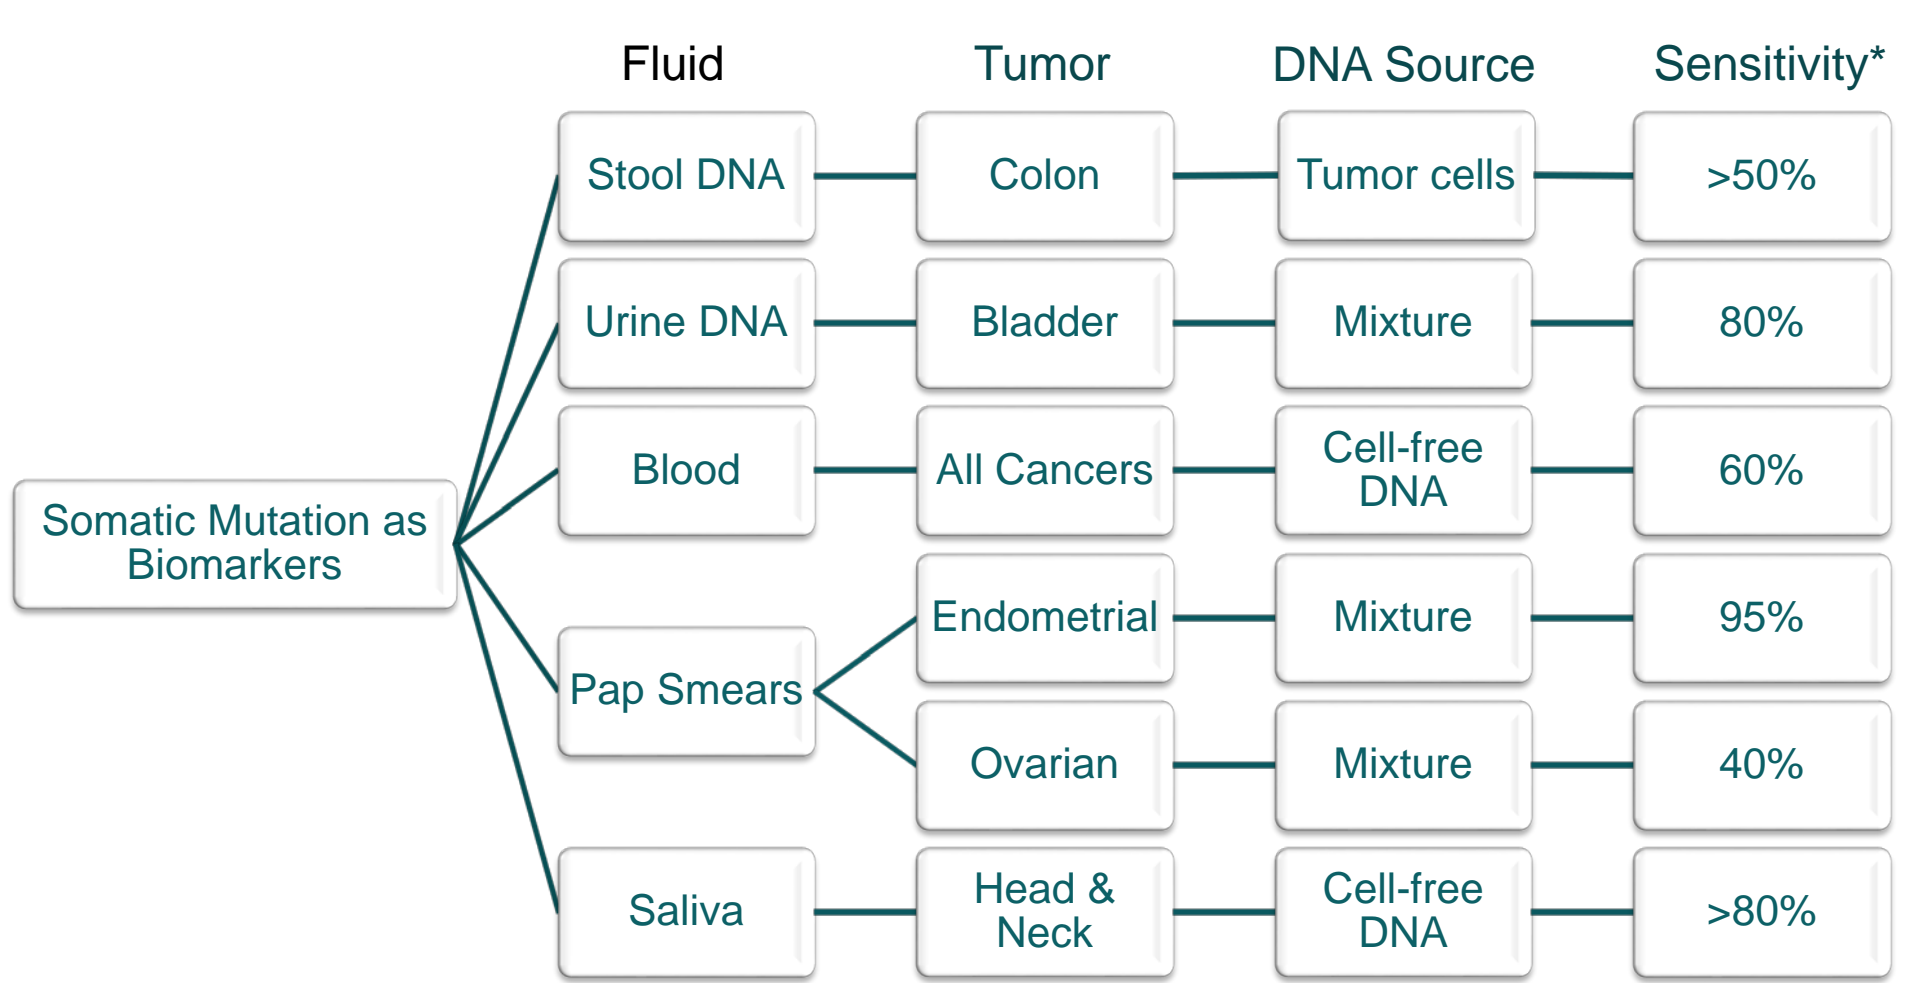 Fluid
Tumor
DNA Source
Sensitivity*
Stool DNA
Colon
Tumor cells
>50%
Urine DNA
Bladder
Mixture
80%
Blood
All Cancers
Cell-free
DNA
60%
Somatic Mutation as
Biomarkers
Pap Smears
Endometrial
Mixture
95%
Ovarian
Mixture
40%
Saliva
Head &
Neck
Cell-free
DNA
>80%